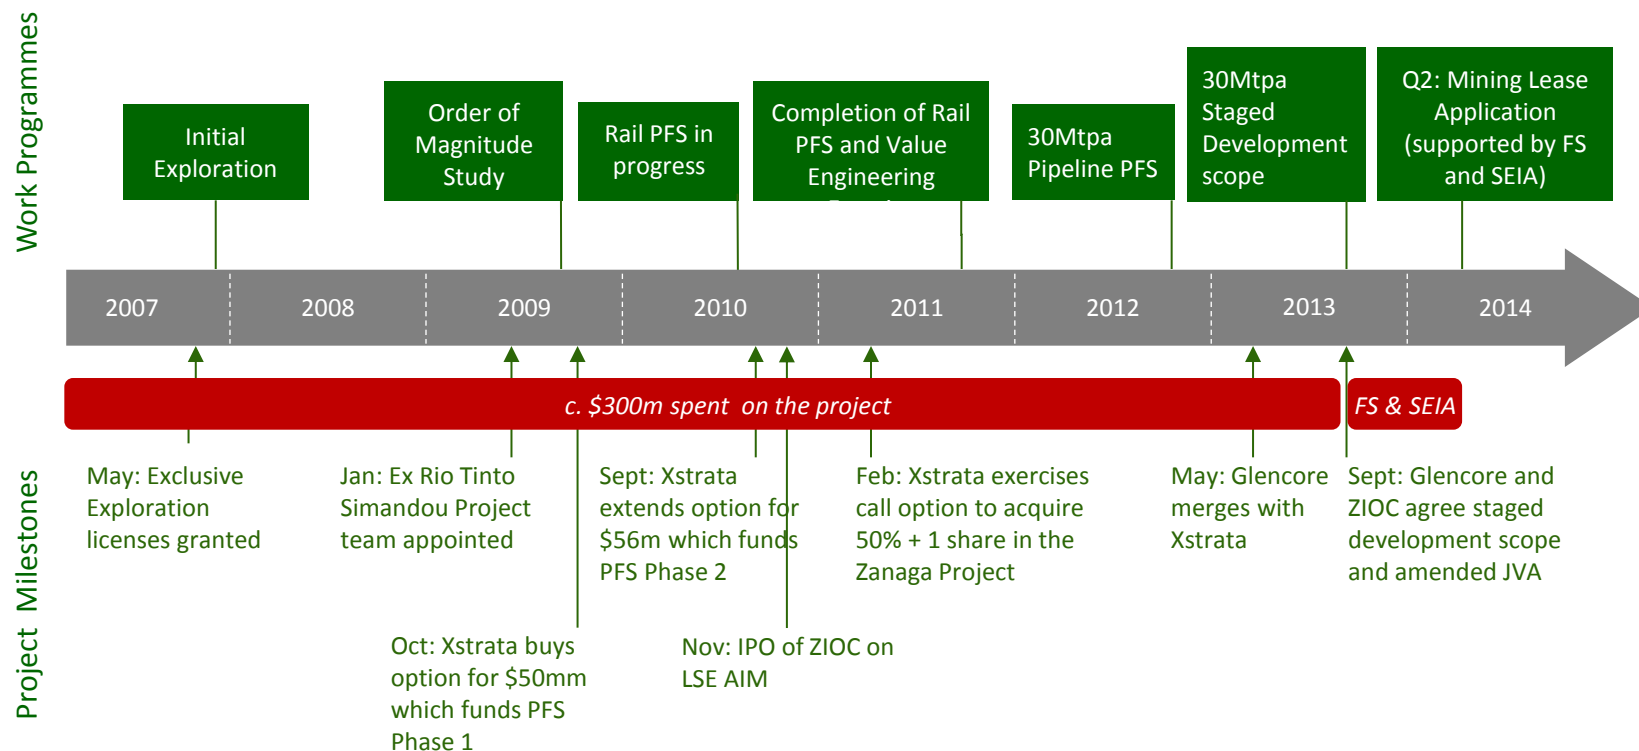 Work Programmes
Initial
Exploration
Order of
Magnitude
Study
Rail PFS in
progress
Completion of Rail
PFS and Value
Engineering
30Mtpa
Pipeline PFS
30Mtpa
Staged
Development
scope
Q2: Mining Lease
Application
(supported by FS
and SEIA)
2007
2008
2009
2010
2011
2012
2013
2014
c. $300m spent on the project
FS & SEIA
Project Milestones
May: Exclusive
Exploration
licenses granted
Jan: Ex Rio Tinto
Simandou Project
team appointed
Oct: Xstrata buys
option for $50mm
which funds PFS
Phase 1
Sept: Xstrata
extends option for
$56m which funds
PFS Phase 2
Nov: IPO of ZIOC on
LSE AIM
Feb: Xstrata exercises
call option to acquire
50% + 1 share in the
Zanaga Project
May: Glencore
merges with
Xstrata
Sept: Glencore and
ZIOC agree staged
development scope
and amended JVA